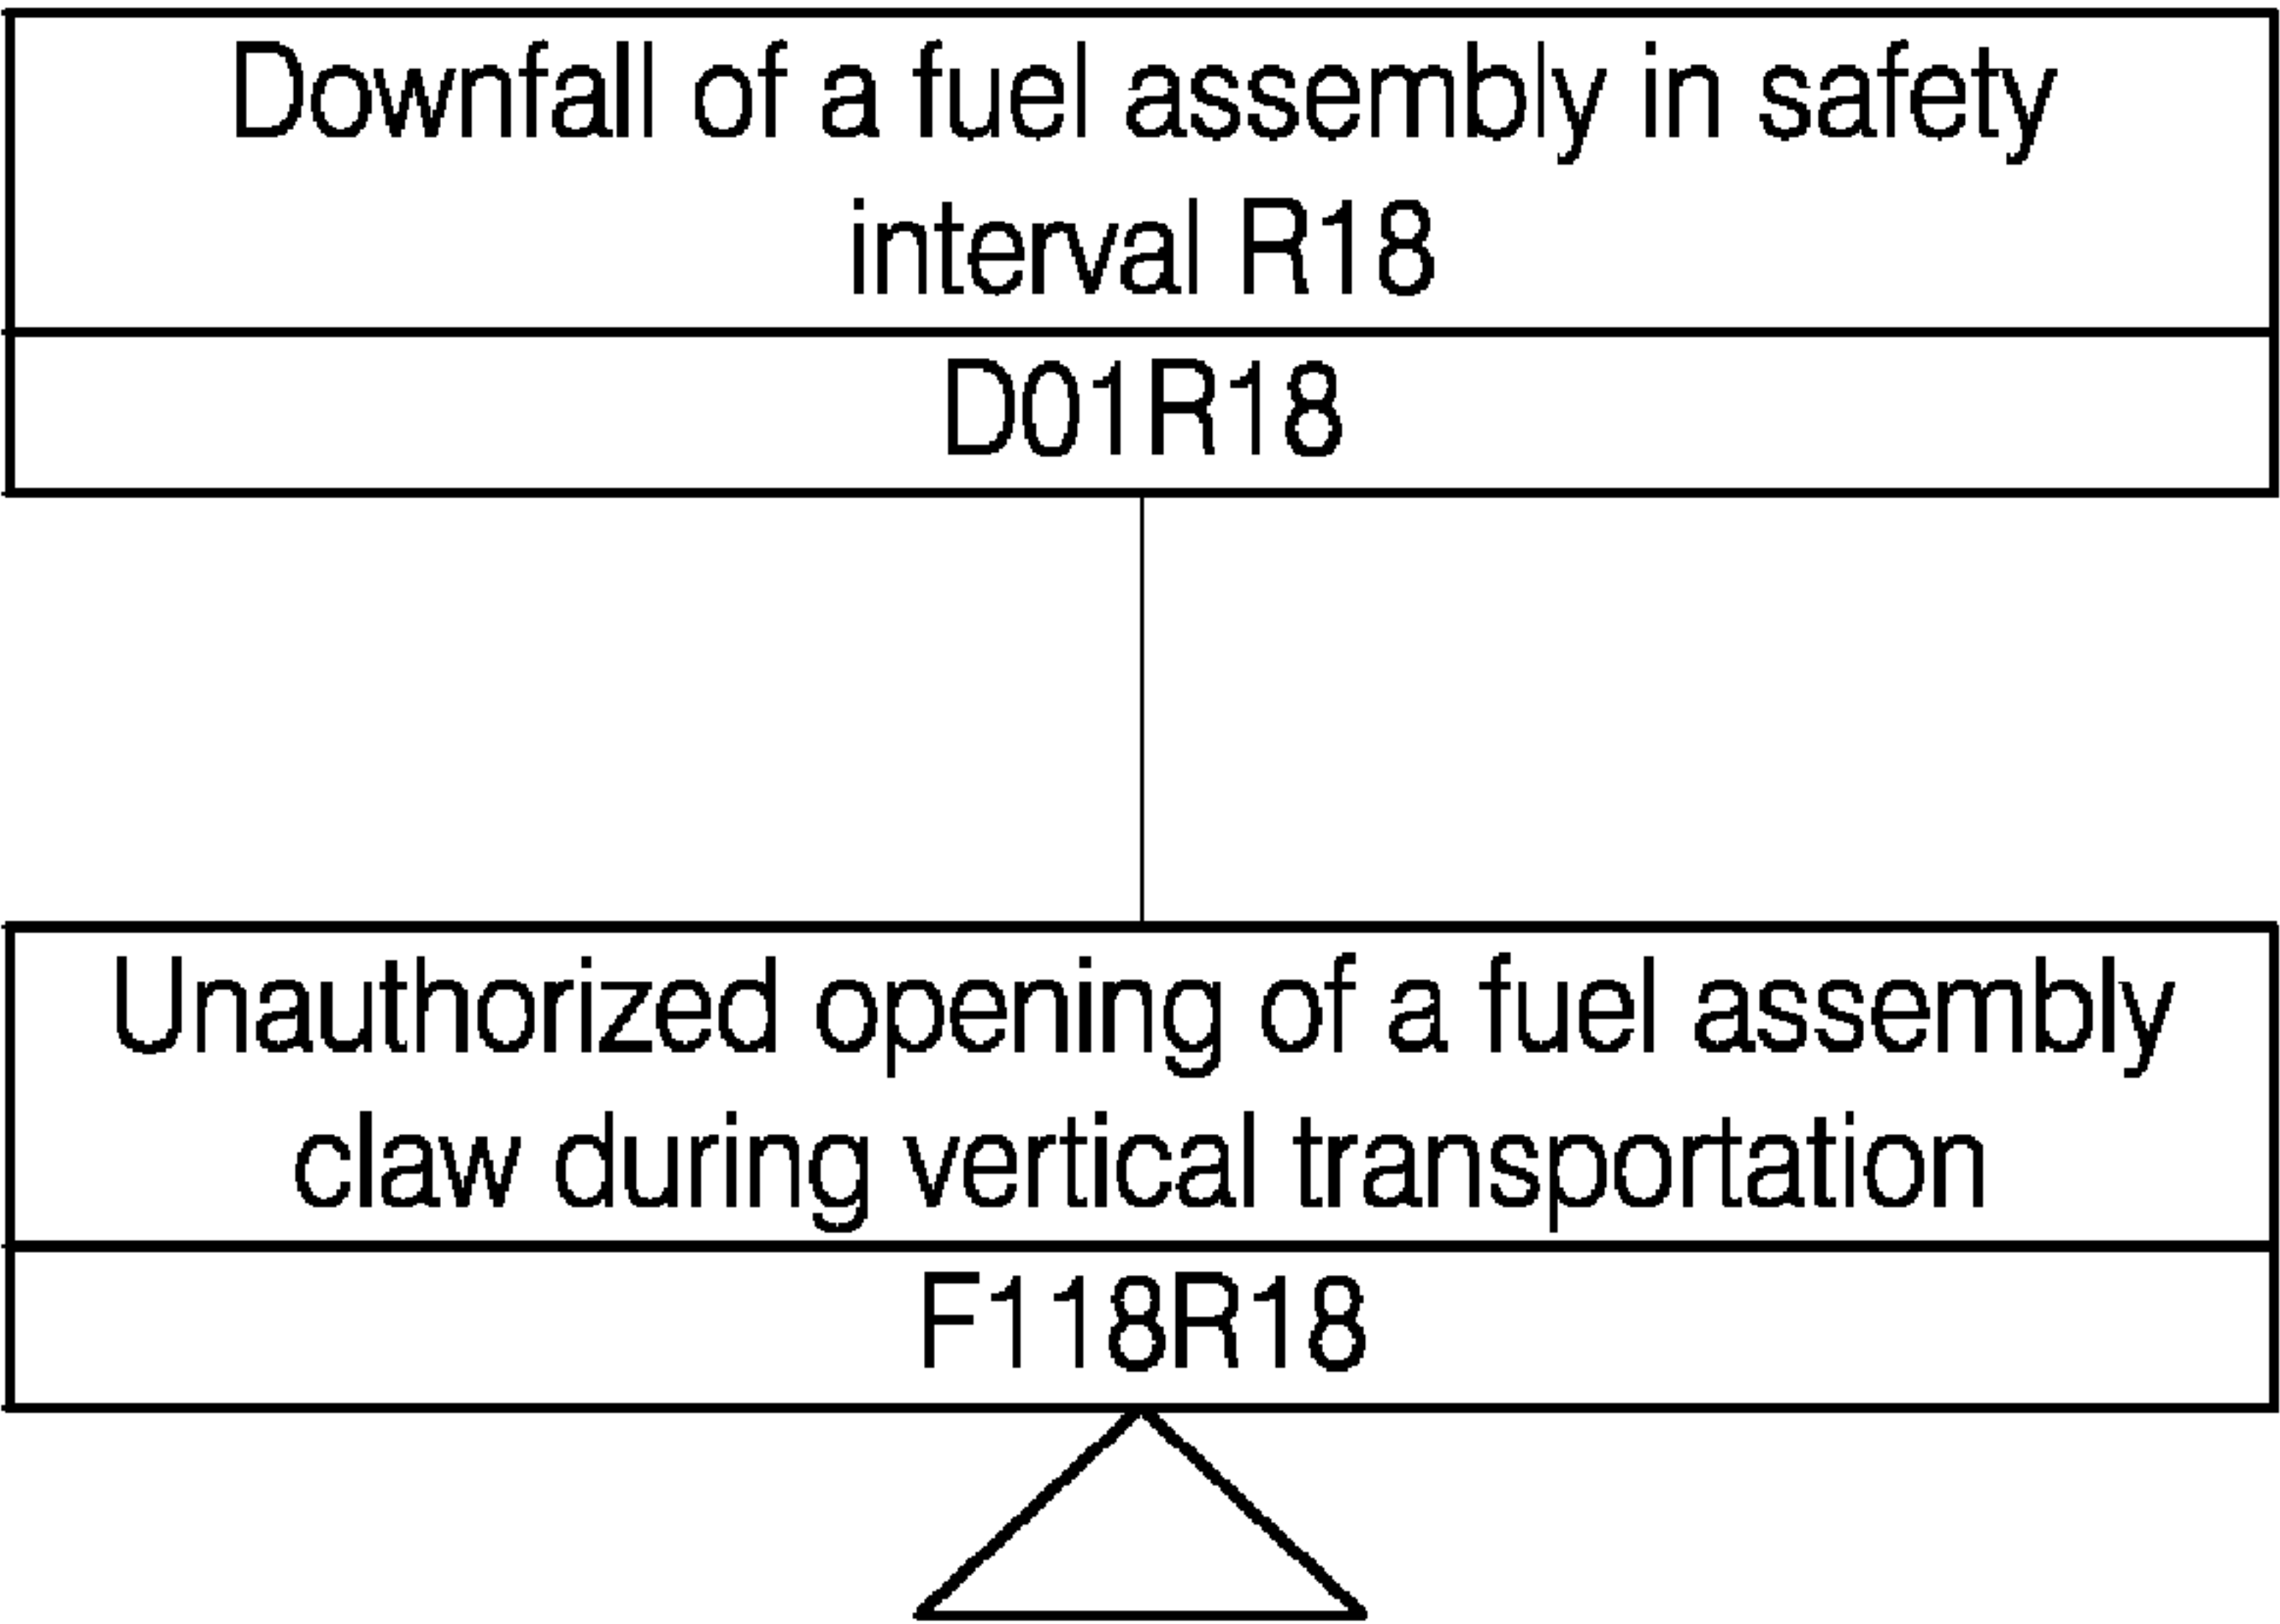 Downfall of a fuel assembly in safety
interval R18
D01R18
Unauthorized opening of a fuel assembly
claw during vertical transportation
F118R18